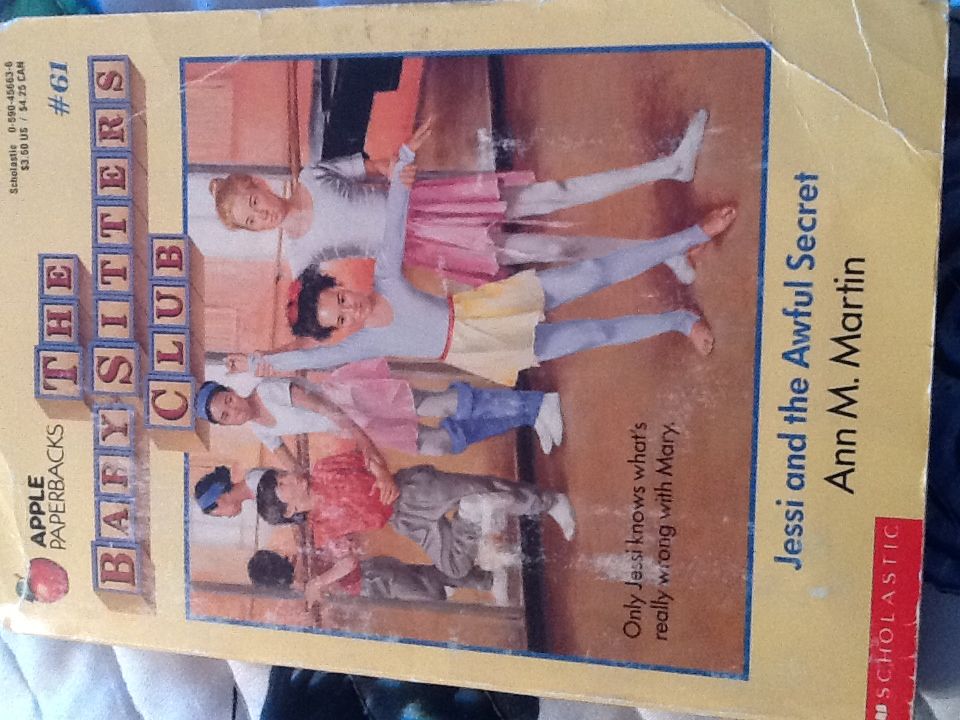 APPLE
PAPERBACKS
Scholastic 0-590-45663-6
$3.50 US / $4.25 CAN
#61
THE
BABY SITTERS
CLUB
Only Jessi knows what's
really wrong with Mary.
Jessi and the Awful Secret
Ann M. Martin
SCHOLASTIC